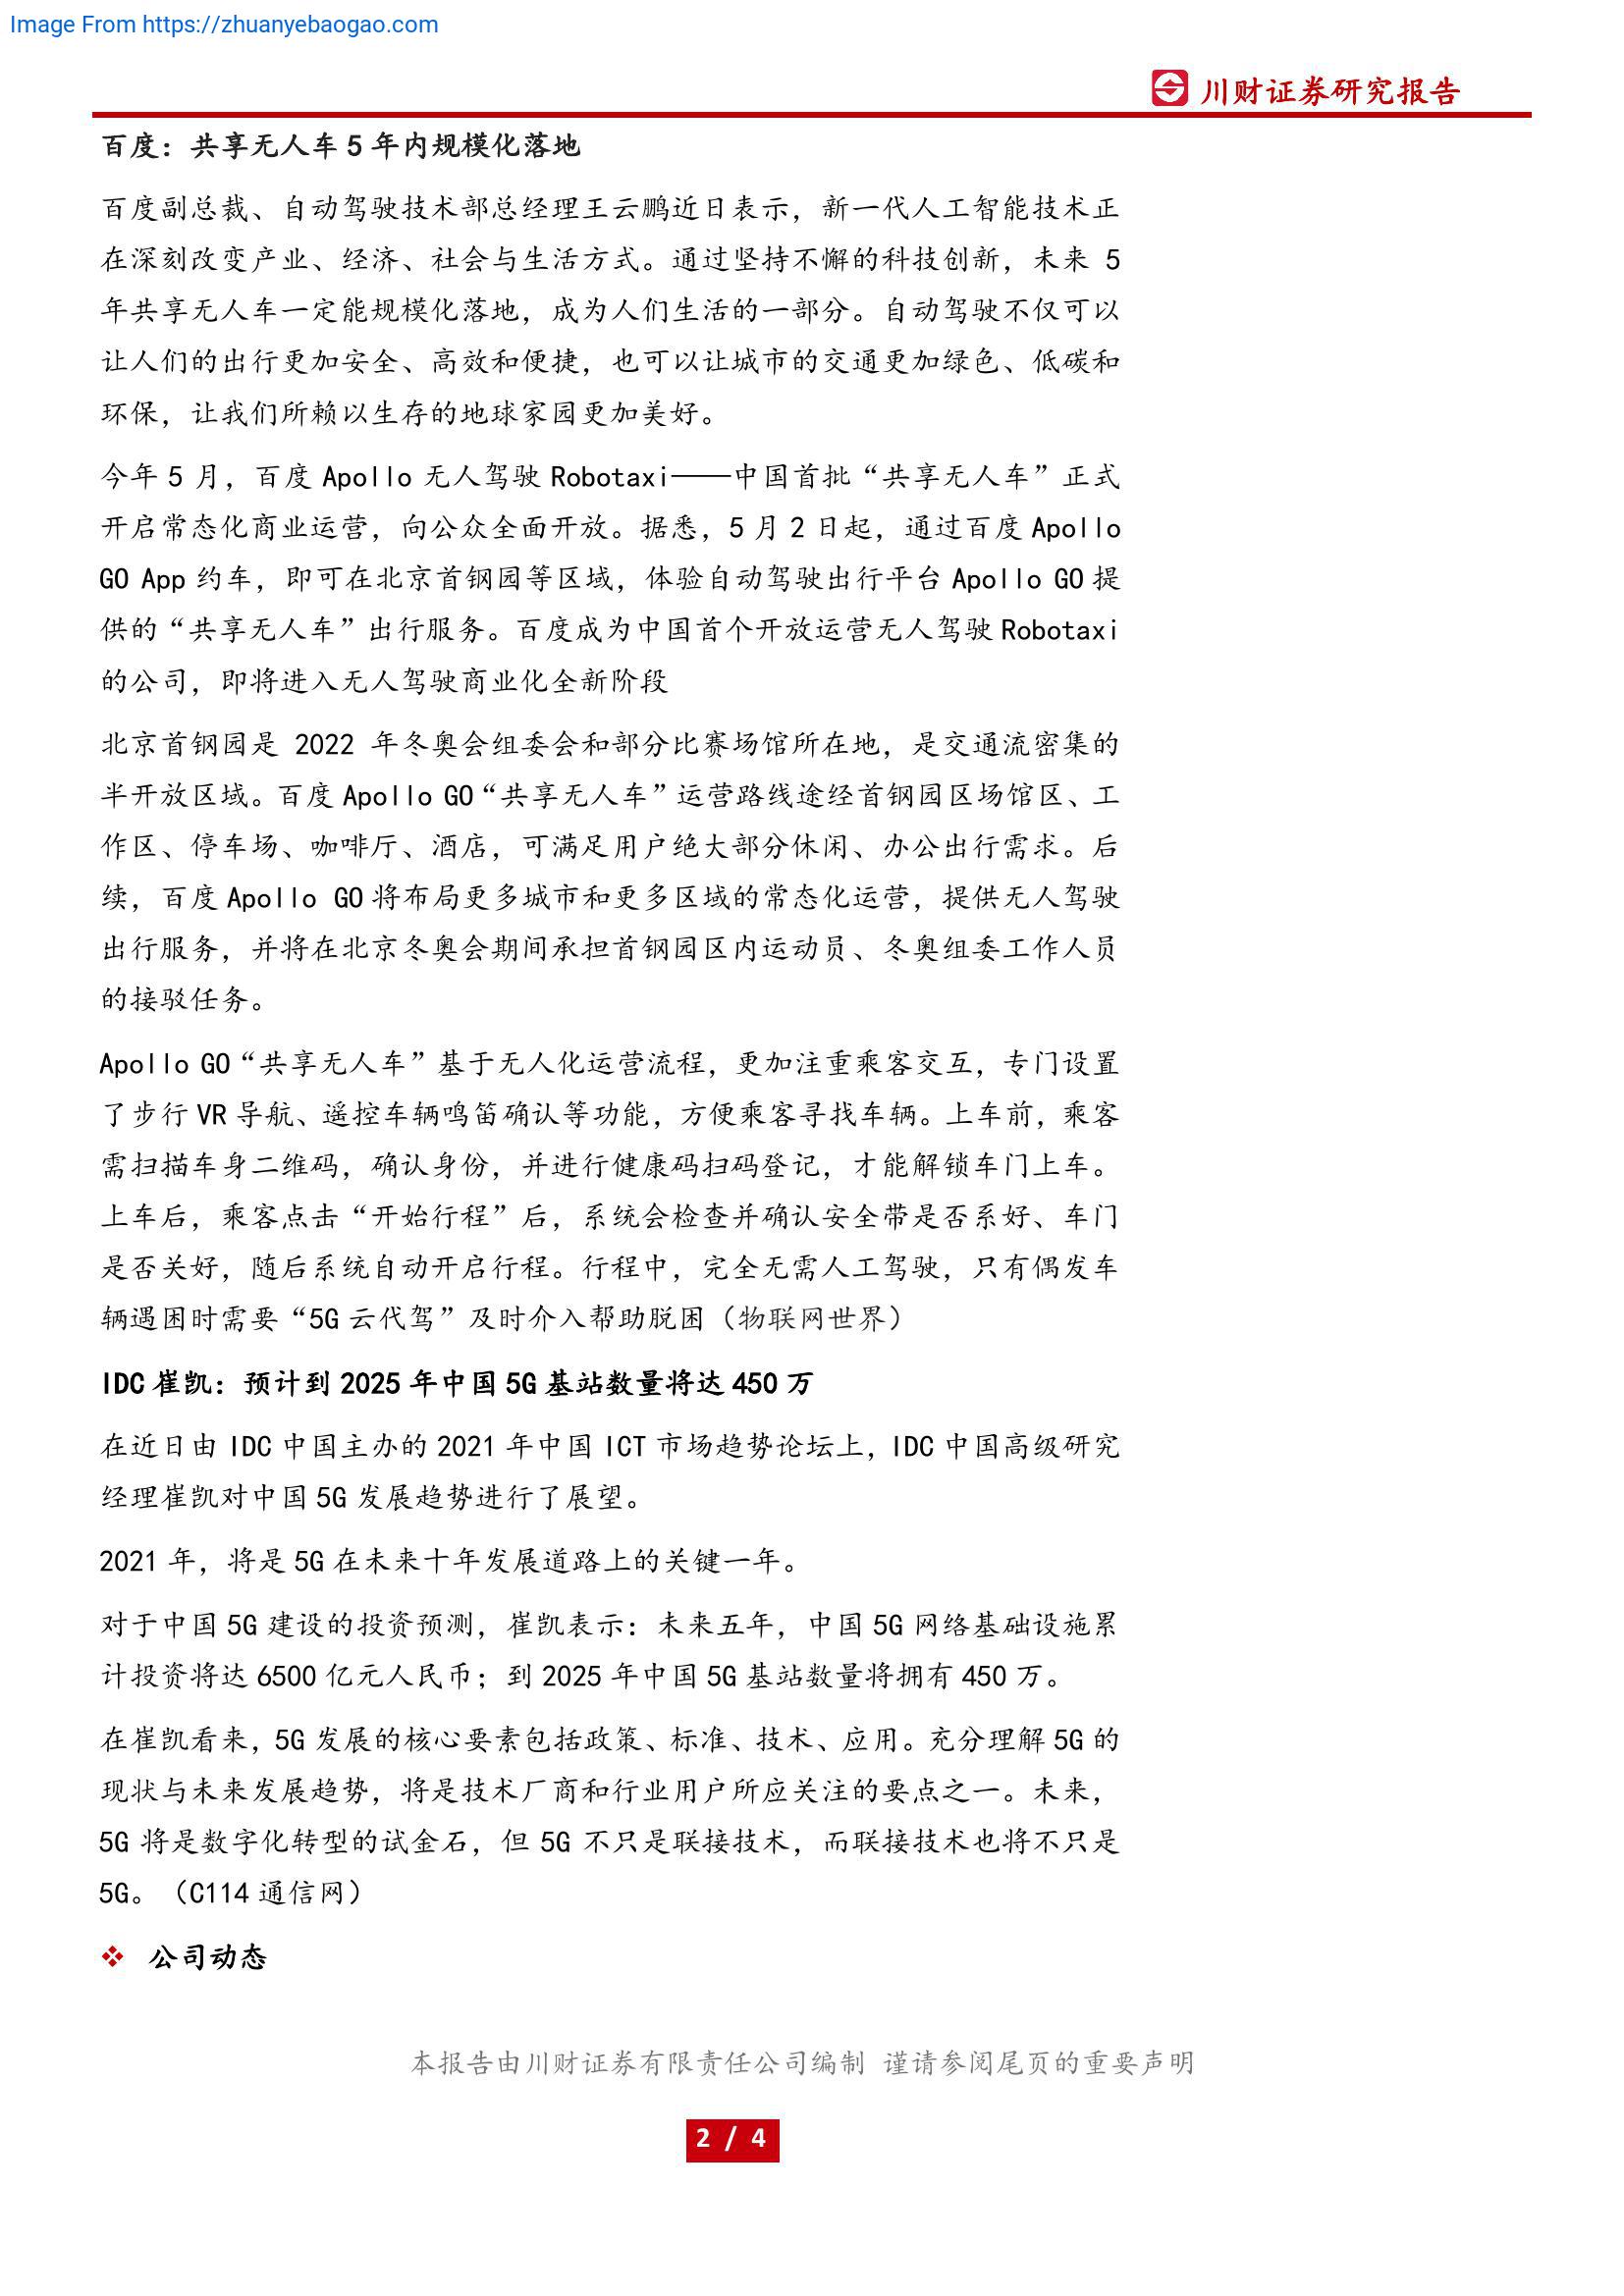 Image From https://zhuanyebaogao.com
川财证券研究报告
百度：共享无人车 5 年内规模化落地
百度副总裁、自动驾驶技术部总经理王云鹏近日表示，新一代人工智能技术正
在深刻改变产业、经济、社会与生活方式。通过坚持不懈的科技创新，未来 5
年共享无人车一定能规模化落地，成为人们生活的一部分。自动驾驶不仅可以
让人们的出行更加安全、高效和便捷，也可以让城市的交通更加绿色、低碳和
环保，让我们所赖以生存的地球家园更加美好。
今年 5 月，百度 Apollo 无人驾驶 Robotaxi——中国首批“共享无人车”正式
开启常态化商业运营，向公众全面开放。据悉，5 月 2 日起，通过百度 Apollo
GO App 约车，即可在北京首钢园等区域，体验自动驾驶出行平台 Apollo GO 提
供的“共享无人车”出行服务。百度成为中国首个开放运营无人驾驶 Robotaxi
的公司，即将进入无人驾驶商业化全新阶段
北京首钢园是 2022 年冬奥会组委会和部分比赛场馆所在地，是交通流密集的
半开放区域。百度 Apollo GO“共享无人车”运营路线途经首钢园区场馆区、工
作区、停车场、咖啡厅、酒店，可满足用户绝大部分休闲、办公出行需求。后
续，百度 Apollo GO 将布局更多城市和更多区域的常态化运营，提供无人驾驶
出行服务，并将在北京冬奥会期间承担首钢园区内运动员、冬奥组委工作人员
的接驳任务。
Apollo GO“共享无人车”基于无人化运营流程，更加注重乘客交互，专门设置
了步行 VR 导航、遥控车辆鸣笛确认等功能，方便乘客寻找车辆。上车前，乘客
需扫描车身二维码，确认身份，并进行健康码扫码登记，才能解锁车门上车。
上车后，乘客点击“开始行程”后，系统会检查并确认安全带是否系好、车门
是否关好，随后系统自动开启行程。行程中，完全无需人工驾驶，只有偶发车
辆遇困时需要“5G 云代驾”及时介入帮助脱困（物联网世界）
IDC 崔凯：预计到 2025 年中国 5G 基站数量将达 450 万
在近日由 IDC 中国主办的 2021 年中国 ICT 市场趋势论坛上，IDC 中国高级研究
经理崔凯对中国 5G 发展趋势进行了展望。
2021 年，将是 5G 在未来十年发展道路上的关键一年。
对于中国 5G 建设的投资预测，崔凯表示：未来五年，中国 5G 网络基础设施累
计投资将达 6500 亿元人民币；到 2025 年中国 5G 基站数量将拥有 450 万。
在崔凯看来，5G 发展的核心要素包括政策、标准、技术、应用。充分理解 5G 的
现状与未来发展趋势，将是技术厂商和行业用户所应关注的要点之一。未来，
5G 将是数字化转型的试金石，但 5G 不只是联接技术，而联接技术也将不只是
5G。（C114 通信网）
❖ 公司动态
本报告由川财证券有限责任公司编制 谨请参阅尾页的重要声明
2 / 4